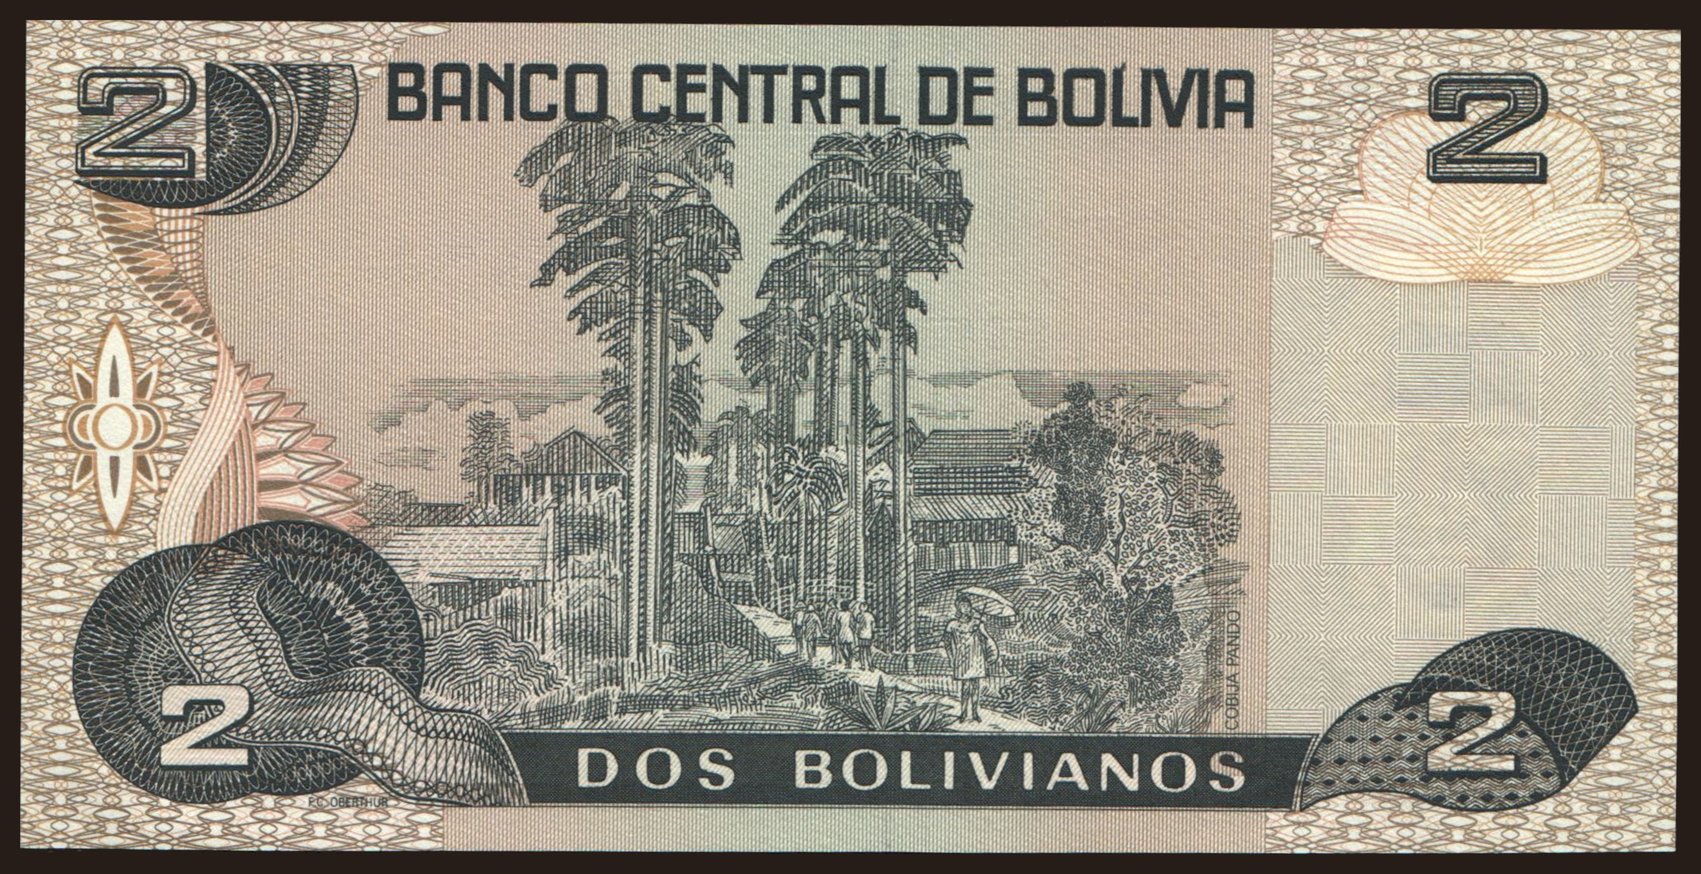 2
BANCO CENTRAL DE BOLIVIA
2
COBIJA PANDO
2
DOS BOLIVIANOS
2
F.C. OBERTHUR